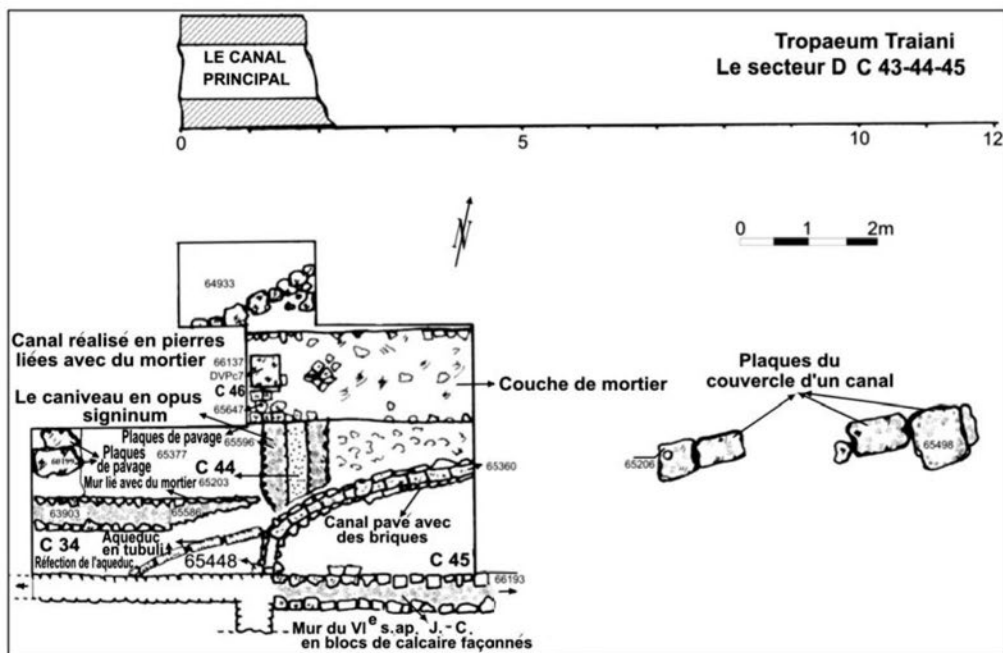 LE CANAL
PRINCIPAL
Tropaeum Traiani
Le secteur D C 43-44-45
0 5 10 12
N
0 1 2m
64933
Canal réalisé en pierres
liées avec du mortier
66137
DVPc7
C 46
65647
Couche de mortier
Plaques du
couvercle d'un canal
65206
65498
Le caniveau en opus
signinum
Plaques de pavage
65596
Plaques
de pavage
65377
C 44
65203
Mur lié avec du mortier
65360
63903
65586
Canal pavé avec
des briques
C 34
Aqueduc
en tubuli
Réfection de l'aqueduc
65448
C 45
66193
Mur du VIe s.ap. J.-C.
en blocs de calcaire façonnés